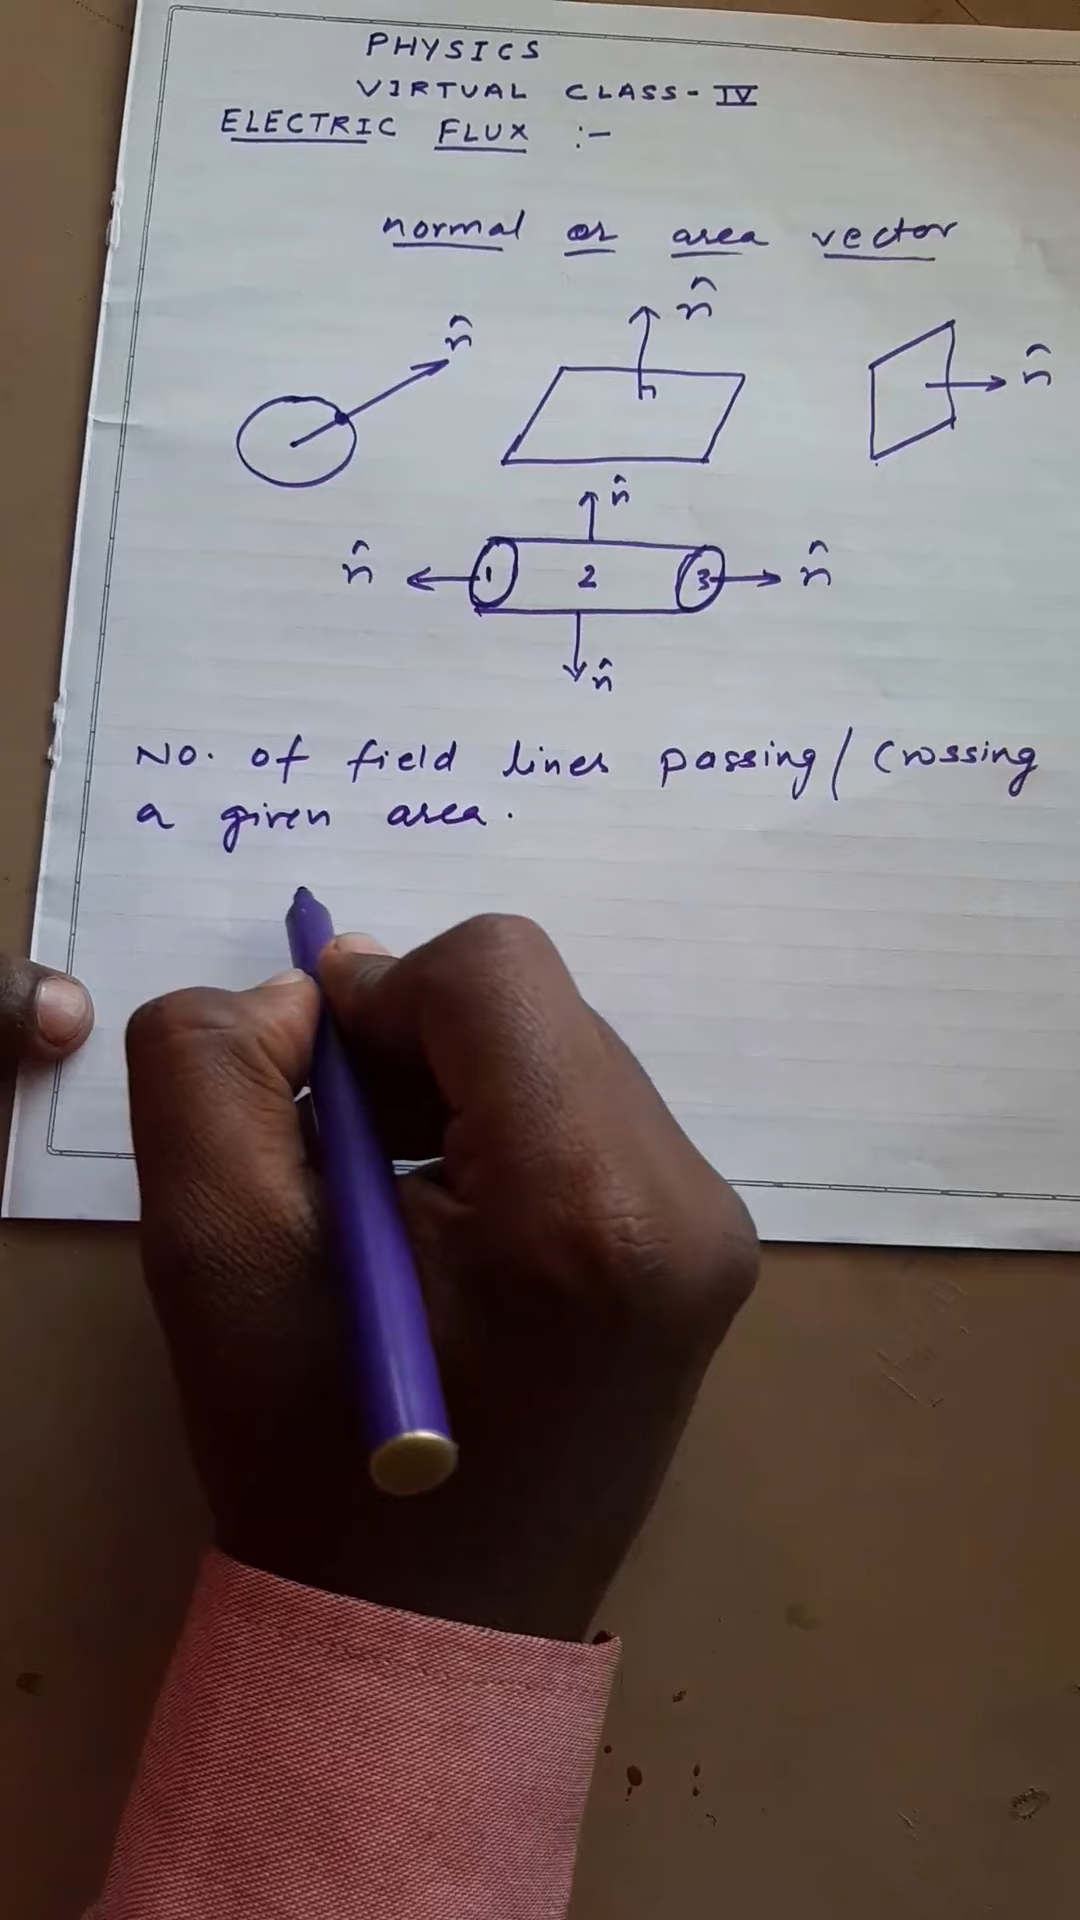 PHYSICS
VIRTUAL CLASS - IV
ELECTRIC FLUX :-
normal or area vector
n̂
n̂
n̂
n̂
n̂ 1 2 3 n̂
n̂
No. of field lines passing / Crossing
a given area.